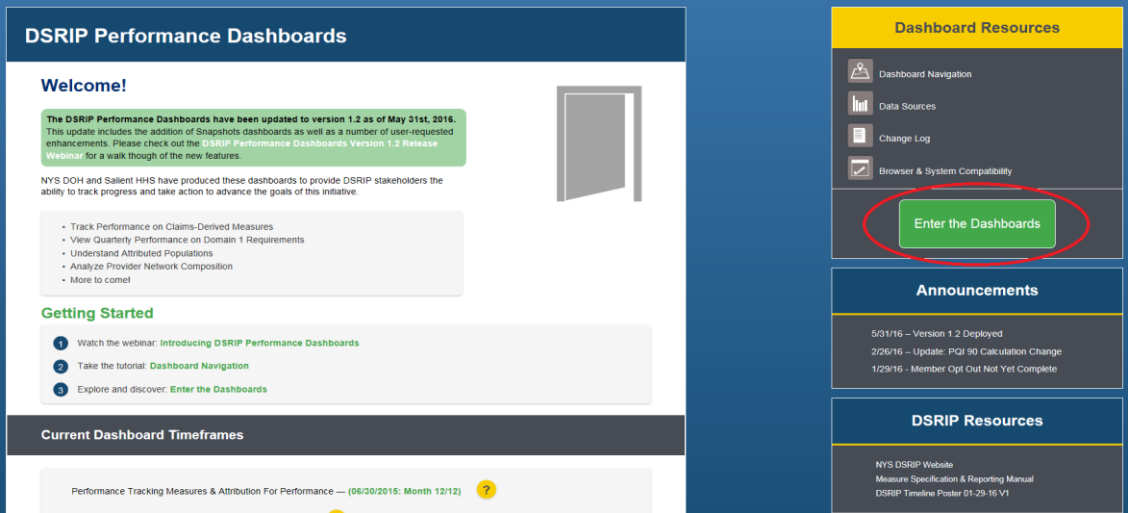 DSRIP Performance Dashboards
Welcome!
The DSRIP Performance Dashboards have been updated to version 1.2 as of May 31st, 2016.
This update includes the addition of Snapshots dashboards as well as a number of user-requested
enhancements. Please check out the DSRIP Performance Dashboards Version 1.2 Release
Webinar for a walk though of the new features.
NYS DOH and Salient HHS have produced these dashboards to provide DSRIP stakeholders the
ability to track progress and take action to advance the goals of this initiative.
• Track Performance on Claims-Derived Measures
• View Quarterly Performance on Domain 1 Requirements
• Understand Attributed Populations
• Analyze Provider Network Composition
• More to come!
Getting Started
1 Watch the webinar: Introducing DSRIP Performance Dashboards
2 Take the tutorial: Dashboard Navigation
3 Explore and discover: Enter the Dashboards
Current Dashboard Timeframes
Performance Tracking Measures & Attribution For Performance — (06/30/2015: Month 12/12) ?
Dashboard Resources
Dashboard Navigation
Data Sources
Change Log
Browser & System Compatibility
Enter the Dashboards
Announcements
5/31/16 – Version 1.2 Deployed
2/26/16 – Update: PQI 90 Calculation Change
1/29/16 - Member Opt Out Not Yet Complete
DSRIP Resources
NYS DSRIP Website
Measure Specification & Reporting Manual
DSRIP Timeline Poster 01-29-16 V1